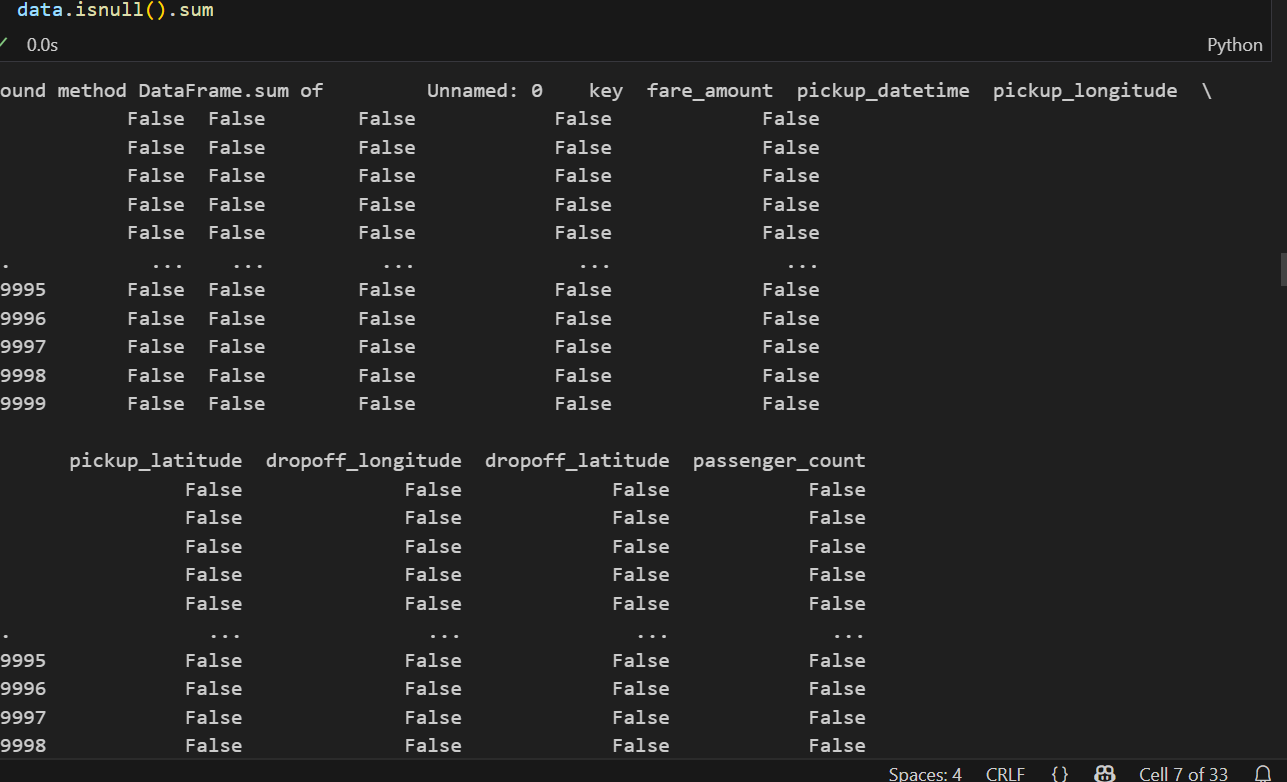 data.isnull().sum
0.0s
Python
ound method DataFrame.sum of Unnamed: 0 key fare_amount pickup_datetime pickup_longitude \
False False False False False
False False False False False
False False False False False
False False False False False
False False False False False
. ... ... ... ... ...
9995 False False False False False
9996 False False False False False
9997 False False False False False
9998 False False False False False
9999 False False False False False
pickup_latitude dropoff_longitude dropoff_latitude passenger_count
False False False False
False False False False
False False False False
False False False False
False False False False
. ... ... ... ...
9995 False False False False
9996 False False False False
9997 False False False False
9998 False False False False
Spaces: 4 CRLF {} Cell 7 of 33